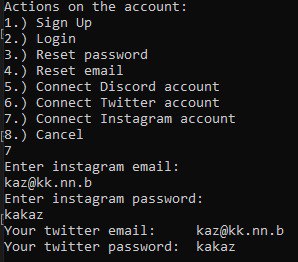 Actions on the account:
1.) Sign Up
2.) Login
3.) Reset password
4.) Reset email
5.) Connect Discord account
6.) Connect Twitter account
7.) Connect Instagram account
8.) Cancel
7
Enter instagram email:
kaz@kk.nn.b
Enter instagram password:
kakaz
Your twitter email:     kaz@kk.nn.b
Your twitter password:  kakaz